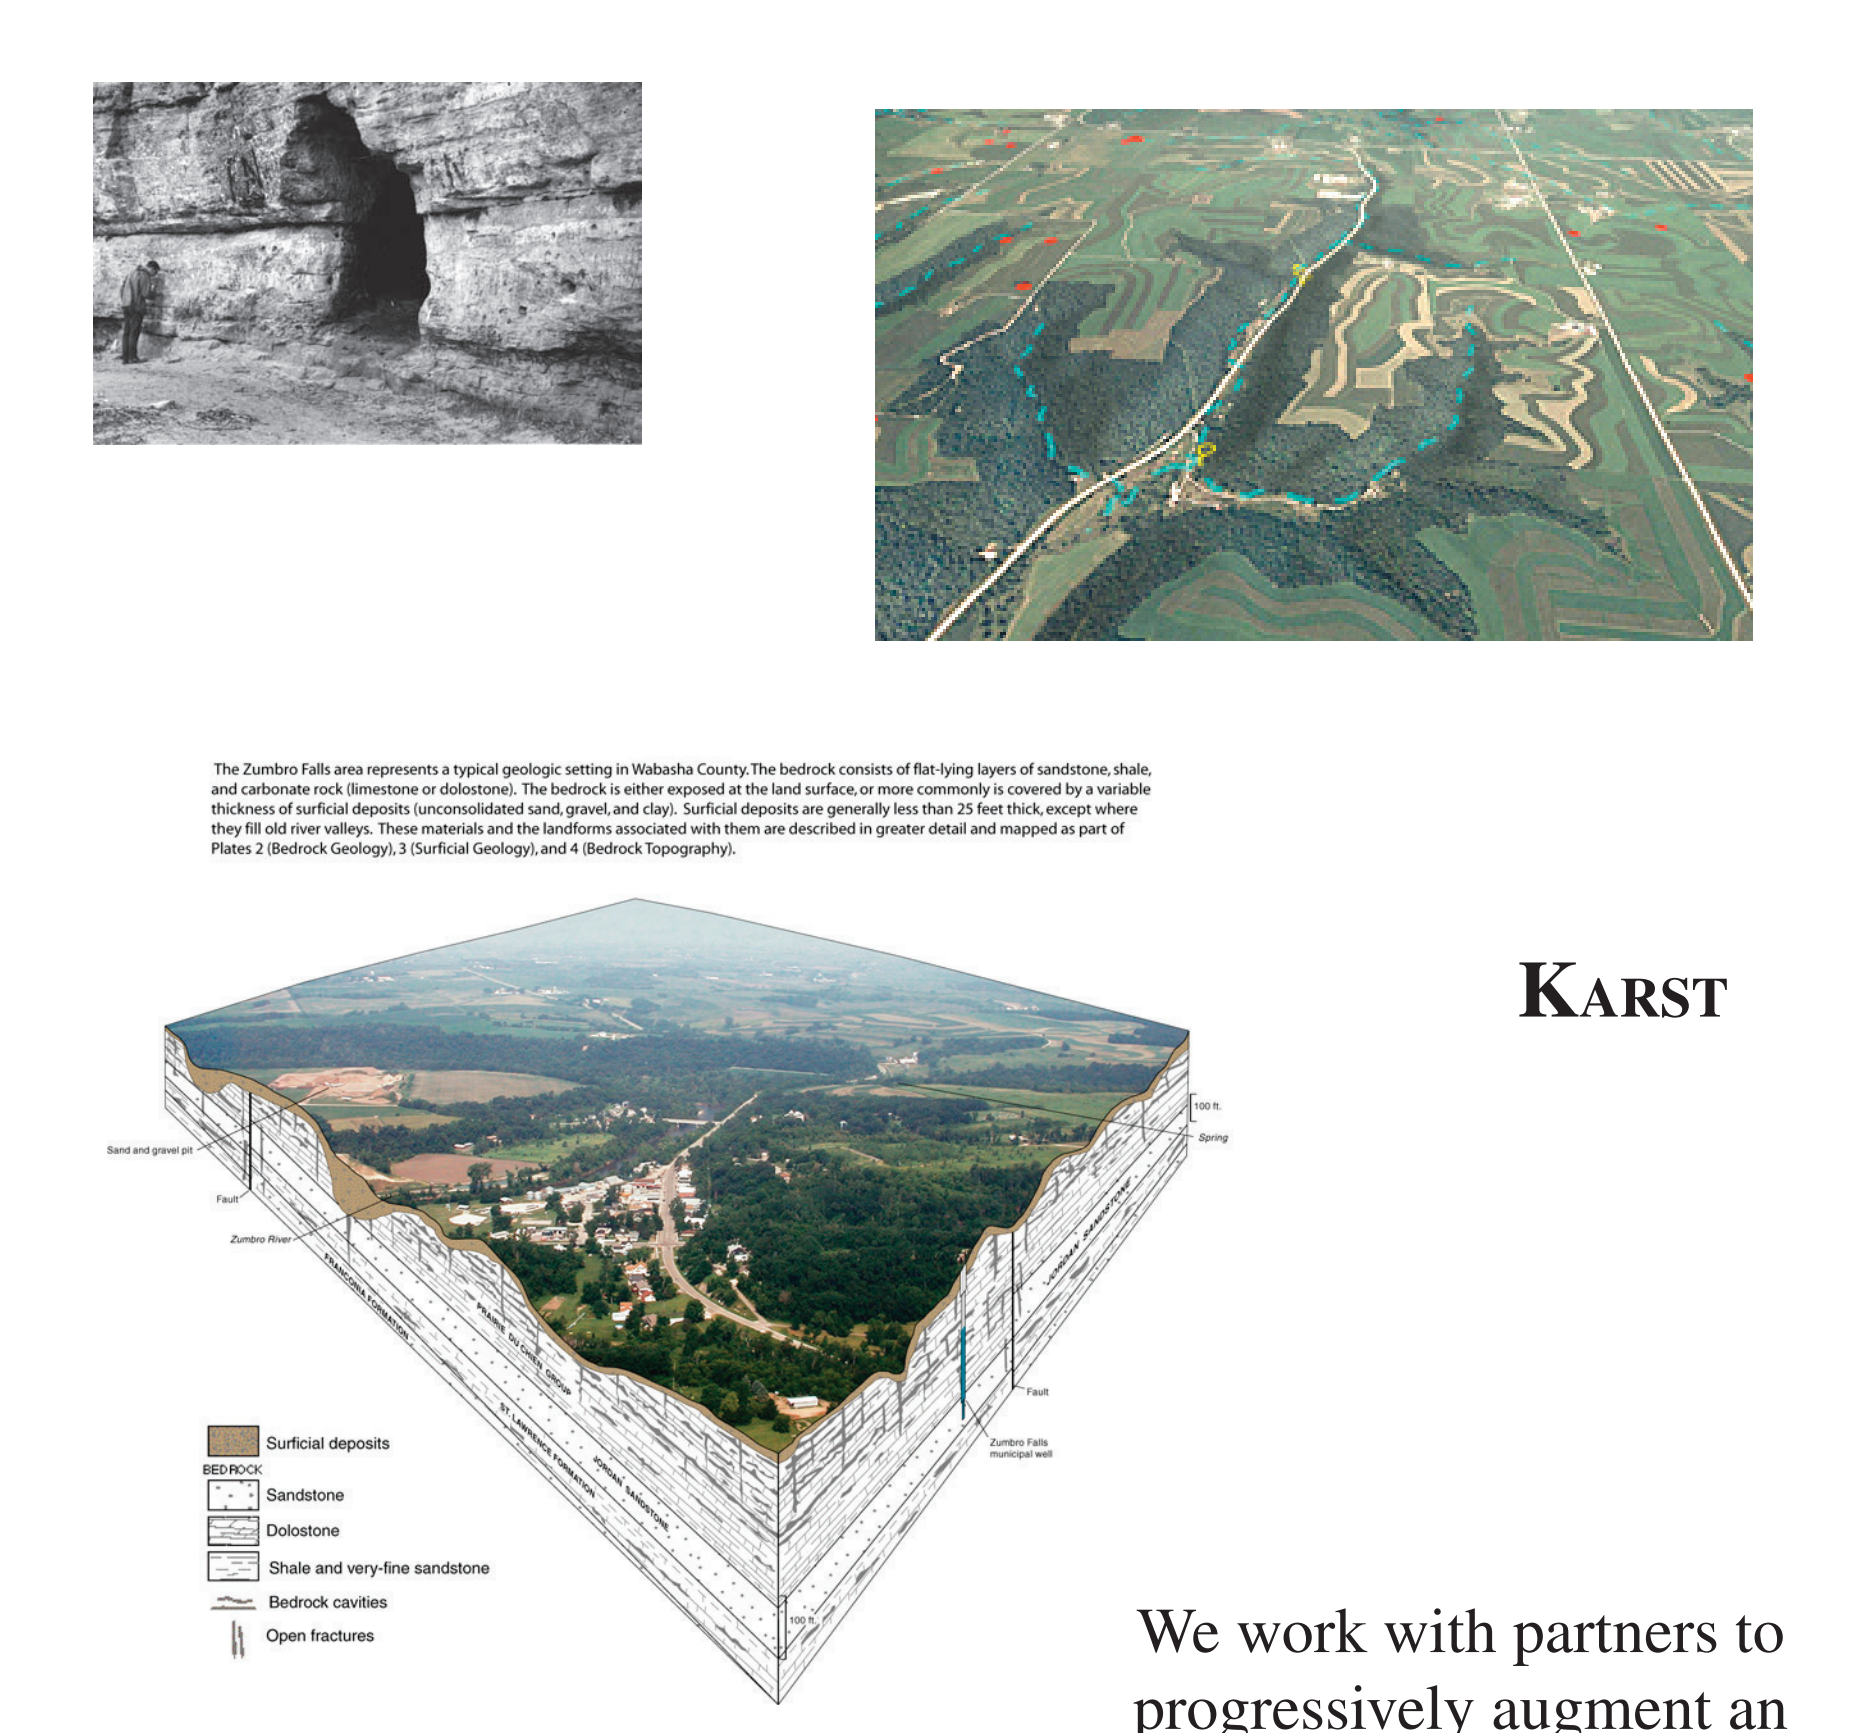 The Zumbro Falls area represents a typical geologic setting in Wabasha County. The bedrock consists of flat-lying layers of sandstone, shale,
and carbonate rock (limestone or dolostone). The bedrock is either exposed at the land surface, or more commonly is covered by a variable
thickness of surficial deposits (unconsolidated sand, gravel, and clay). Surficial deposits are generally less than 25 feet thick, except where
they fill old river valleys. These materials and the landforms associated with them are described in greater detail and mapped as part of
Plates 2 (Bedrock Geology), 3 (Surficial Geology), and 4 (Bedrock Topography).
KARST
100 ft.
Spring
Sand and gravel pit
Fault
Zumbro River
JORDAN SANDSTONE
FRANCONIA FORMATION
PRAIRIE DU CHIEN GROUP
ST. LAWRENCE FORMATION
JORDAN SANDSTONE
Fault
Zumbro Falls
municipal well
Surficial deposits
BEDROCK
Sandstone
Dolostone
Shale and very-fine sandstone
Bedrock cavities
Open fractures
100 ft.
We work with partners to
progressively augment an